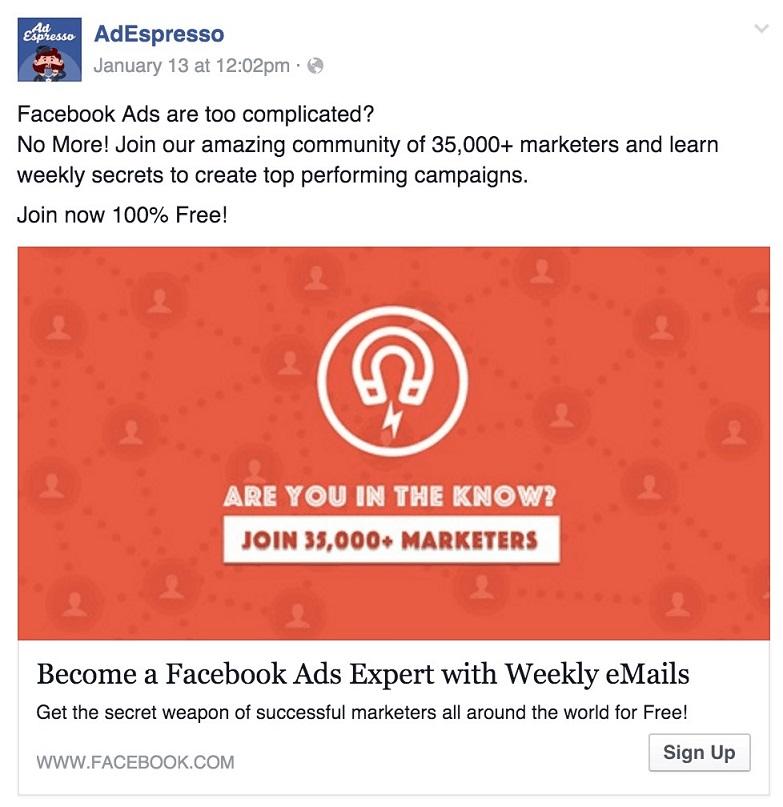 Ad
Espresso
AdEspresso
January 13 at 12:02pm ·
Facebook Ads are too complicated?
No More! Join our amazing community of 35,000+ marketers and learn
weekly secrets to create top performing campaigns.
Join now 100% Free!
ARE YOU IN THE KNOW?
JOIN 35,000+ MARKETERS
Become a Facebook Ads Expert with Weekly eMails
Get the secret weapon of successful marketers all around the world for Free!
WWW.FACEBOOK.COM
Sign Up